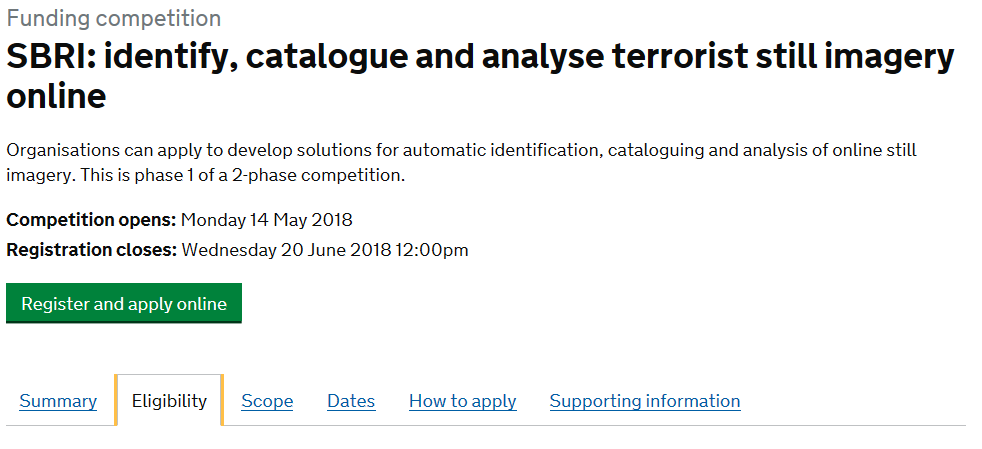 Funding competition
SBRI: identify, catalogue and analyse terrorist still imagery
online
Organisations can apply to develop solutions for automatic identification, cataloguing and analysis of online still
imagery. This is phase 1 of a 2-phase competition.
Competition opens: Monday 14 May 2018
Registration closes: Wednesday 20 June 2018 12:00pm
Register and apply online
Summary Eligibility Scope Dates How to apply Supporting information